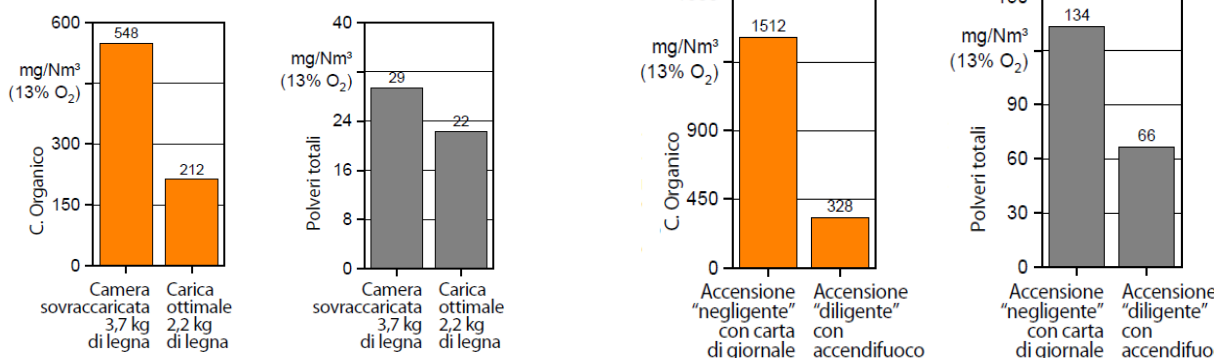 600
548
mg/Nm³
(13% O₂)
300
212
150
0
C. Organico
Camera
sovraccaricata
3,7 kg
di legna
Carica
ottimale
2,2 kg
di legna
40
mg/Nm³
(13% O₂)
29
24
22
16
8
0
Polveri totali
Camera
sovraccaricata
3,7 kg
di legna
Carica
ottimale
2,2 kg
di legna
1512
mg/Nm³
(13% O₂)
900
450
328
0
C. Organico
Accensione
“negligente”
con carta
di giornale
Accensione
“diligente”
con
accendifuoco
134
mg/Nm³
(13% O₂)
90
66
60
30
0
Polveri totali
Accensione
“negligente”
con carta
di giornale
Accensione
“diligente”
con
accendifuo